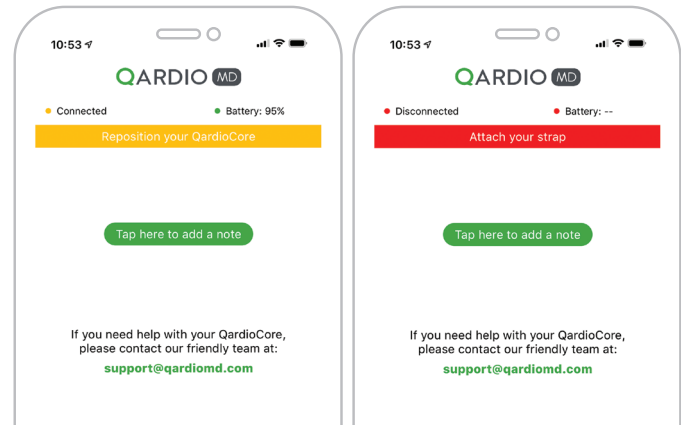 10:53
QARDIO MD
Connected
Battery: 95%
Reposition your QardioCore
Tap here to add a note
If you need help with your QardioCore,
please contact our friendly team at:
support@qardiomd.com
10:53
QARDIO MD
Disconnected
Battery: --
Attach your strap
Tap here to add a note
If you need help with your QardioCore,
please contact our friendly team at:
support@qardiomd.com